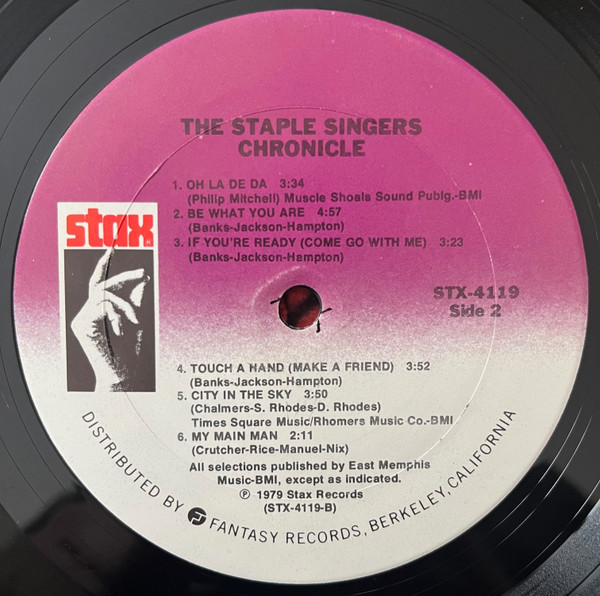 THE STAPLE SINGERS
CHRONICLE
1. OH LA DE DA 3:34
(Philip Mitchell) Muscle Shoals Sound Publg.-BMI
2. BE WHAT YOU ARE 4:57
(Banks-Jackson-Hampton)
3. IF YOU'RE READY (COME GO WITH ME) 3:23
(Banks-Jackson-Hampton)
stax
STX-4119
Side 2
4. TOUCH A HAND (MAKE A FRIEND) 3:52
(Banks-Jackson-Hampton)
5. CITY IN THE SKY 3:50
(Chalmers-S. Rhodes-D. Rhodes)
Times Square Music/Rhomers Music Co.-BMI
6. MY MAIN MAN 2:11
(Crutcher-Rice-Manuel-Nix)
All selections published by East Memphis
Music-BMI, except as indicated.
℗ 1979 Stax Records
(STX-4119-B)
DISTRIBUTED BY FANTASY RECORDS, BERKELEY, CALIFORNIA